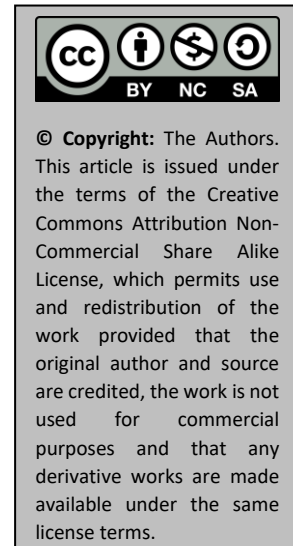 cc
BY NC SA
© Copyright: The Authors.
This article is issued under
the terms of the Creative
Commons Attribution Non-
Commercial Share Alike
License, which permits use
and redistribution of the
work provided that the
original author and source
are credited, the work is not
used for commercial
purposes and that any
derivative works are made
available under the same
license terms.